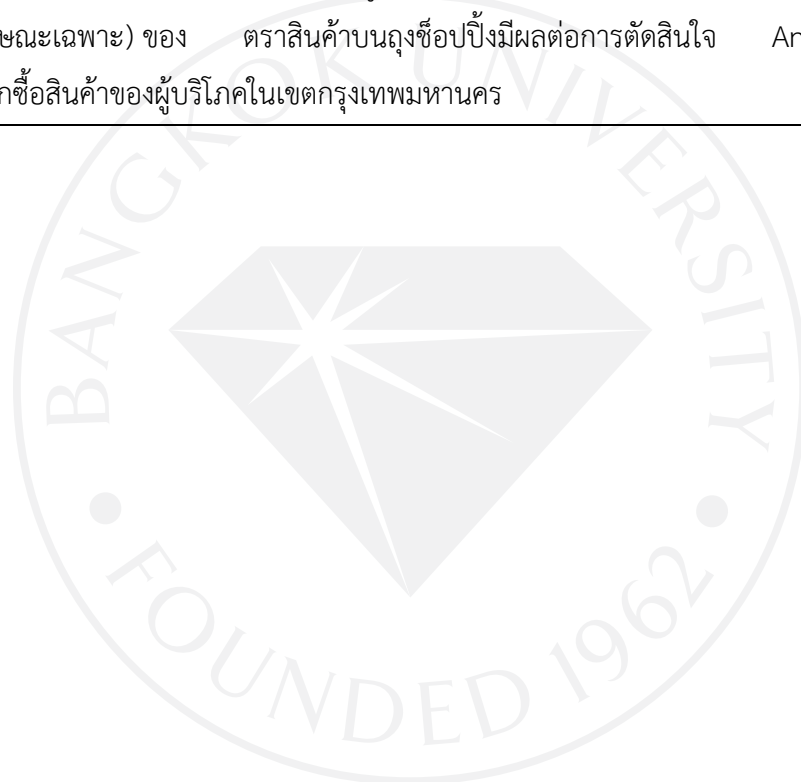 ษณะเฉพาะ) ของ ตราสินค้าบนถุงช็อปปิ้งมีผลต่อการตัดสินใจ An
กซื้อสินค้าของผู้บริโภคในเขตกรุงเทพมหานคร
BANGKOK UNIVERSITY
FOUNDED 1962